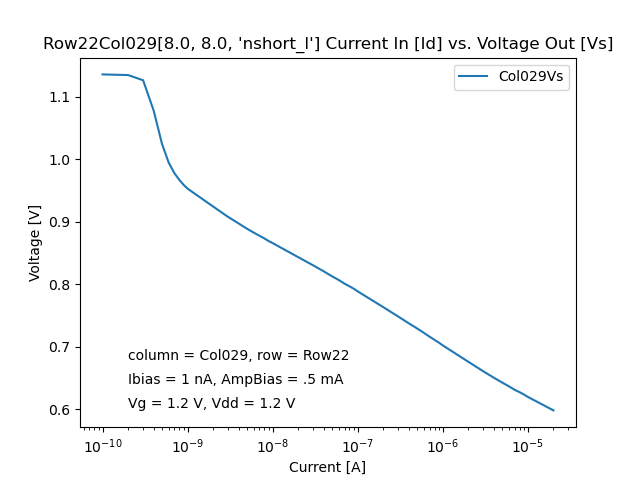 Row22Col029[8.0, 8.0, 'nshort_l'] Current In [Id] vs. Voltage Out [Vs]
Col029Vs
1.1
1.0
0.9
0.8
0.7
0.6
Voltage [V]
column = Col029, row = Row22
Ibias = 1 nA, AmpBias = .5 mA
Vg = 1.2 V, Vdd = 1.2 V
10⁻¹⁰ 10⁻⁹ 10⁻⁸ 10⁻⁷ 10⁻⁶ 10⁻⁵
Current [A]